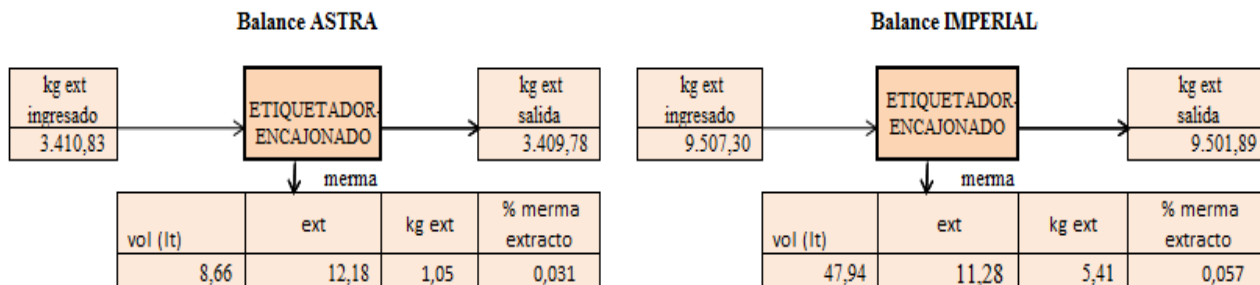 Balance ASTRA
kg ext
ingresado
3.410,83
ETIQUETADOR-
ENCAJONADO
kg ext
salida
3.409,78
merma
vol (lt)
ext
kg ext
% merma
extracto
8,66
12,18
1,05
0,031
Balance IMPERIAL
kg ext
ingresado
9.507,30
ETIQUETADOR-
ENCAJONADO
kg ext
salida
9.501,89
merma
vol (lt)
ext
kg ext
% merma
extracto
47,94
11,28
5,41
0,057